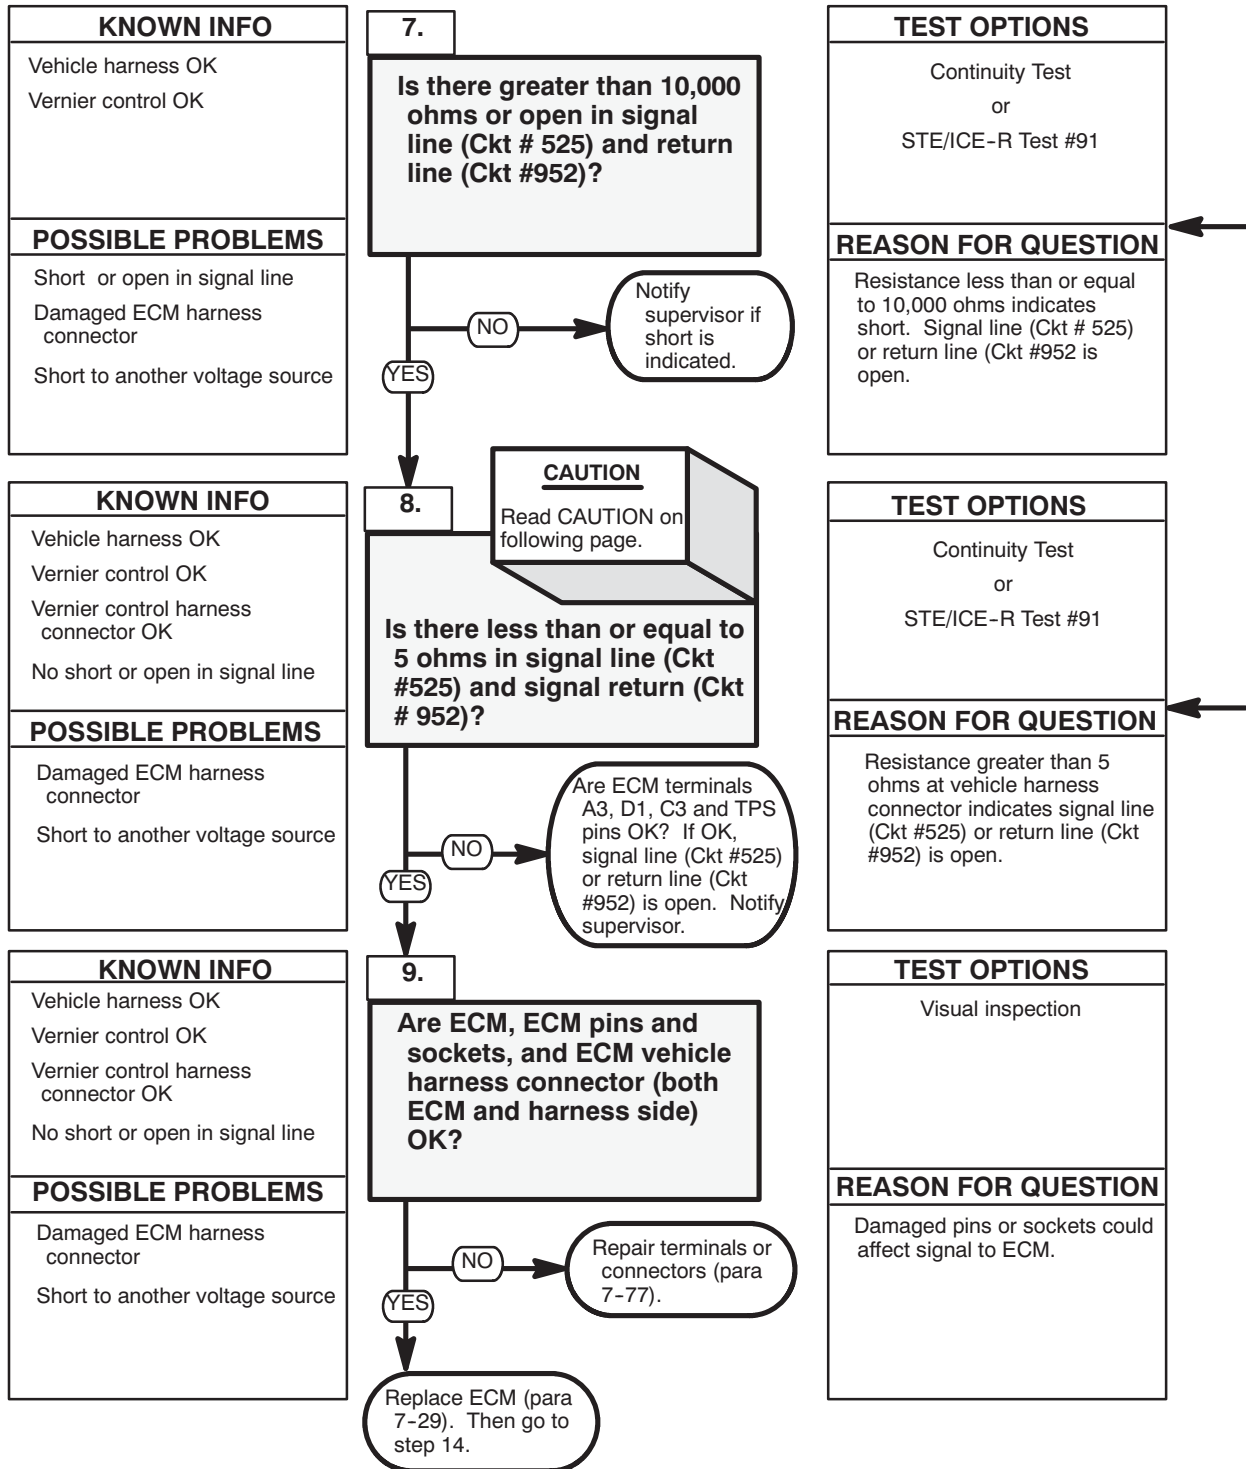 KNOWN INFO
Vehicle harness OK
Vernier control OK
POSSIBLE PROBLEMS
Short or open in signal line
Damaged ECM harness
connector
Short to another voltage source
7.
Is there greater than 10,000
ohms or open in signal
line (Ckt # 525) and return
line (Ckt #952)?
NO
Notify
supervisor if
short is
indicated.
YES
TEST OPTIONS
Continuity Test
or
STE/ICE-R Test #91
REASON FOR QUESTION
Resistance less than or equal
to 10,000 ohms indicates
short. Signal line (Ckt # 525)
or return line (Ckt #952 is
open.
KNOWN INFO
Vehicle harness OK
Vernier control OK
Vernier control harness
connector OK
No short or open in signal line
POSSIBLE PROBLEMS
Damaged ECM harness
connector
Short to another voltage source
8.
CAUTION
Read CAUTION on
following page.
Is there less than or equal to
5 ohms in signal line (Ckt
#525) and signal return (Ckt
# 952)?
NO
Are ECM terminals
A3, D1, C3 and TPS
pins OK? If OK,
signal line (Ckt #525)
or return line (Ckt
#952) is open. Notify
supervisor.
YES
TEST OPTIONS
Continuity Test
or
STE/ICE-R Test #91
REASON FOR QUESTION
Resistance greater than 5
ohms at vehicle harness
connector indicates signal line
(Ckt #525) or return line (Ckt
#952) is open.
KNOWN INFO
Vehicle harness OK
Vernier control OK
Vernier control harness
connector OK
No short or open in signal line
POSSIBLE PROBLEMS
Damaged ECM harness
connector
Short to another voltage source
9.
Are ECM, ECM pins and
sockets, and ECM vehicle
harness connector (both
ECM and harness side)
OK?
NO
Repair terminals or
connectors (para
7-77).
YES
Replace ECM (para
7-29). Then go to
step 14.
TEST OPTIONS
Visual inspection
REASON FOR QUESTION
Damaged pins or sockets could
affect signal to ECM.